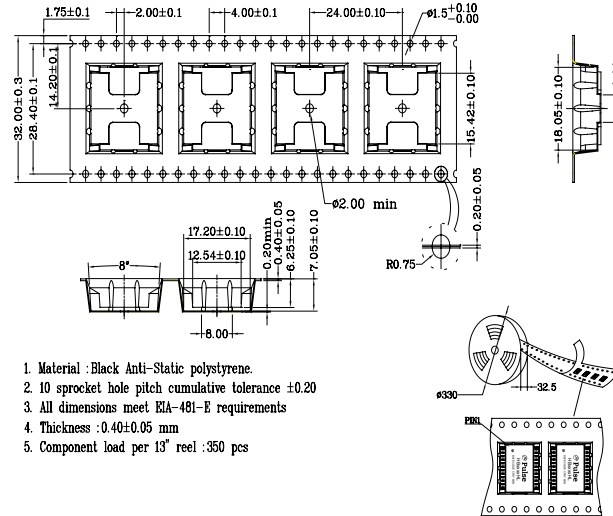 1.75±0.1
2.00±0.1
4.00±0.1
24.00±0.10
ø1.5+0.10
-0.00
32.00±0.3
28.40±0.1
14.20±0.1
15.42±0.10
18.05±0.10
ø2.00 min
0.20±0.05
R0.75
17.20±0.10
12.54±0.10
8°
0.20min
0.40±0.05
6.25±0.10
7.05±0.10
8.00
1. Material :Black Anti-Static polystyrene.
2. 10 sprocket hole pitch cumulative tolerance ±0.20
3. All dimensions meet EIA-481-E requirements
4. Thickness :0.40±0.05 mm
5. Component load per 13" reel :350 pcs
ø330
32.5
PIN1
Pulse
Pulse